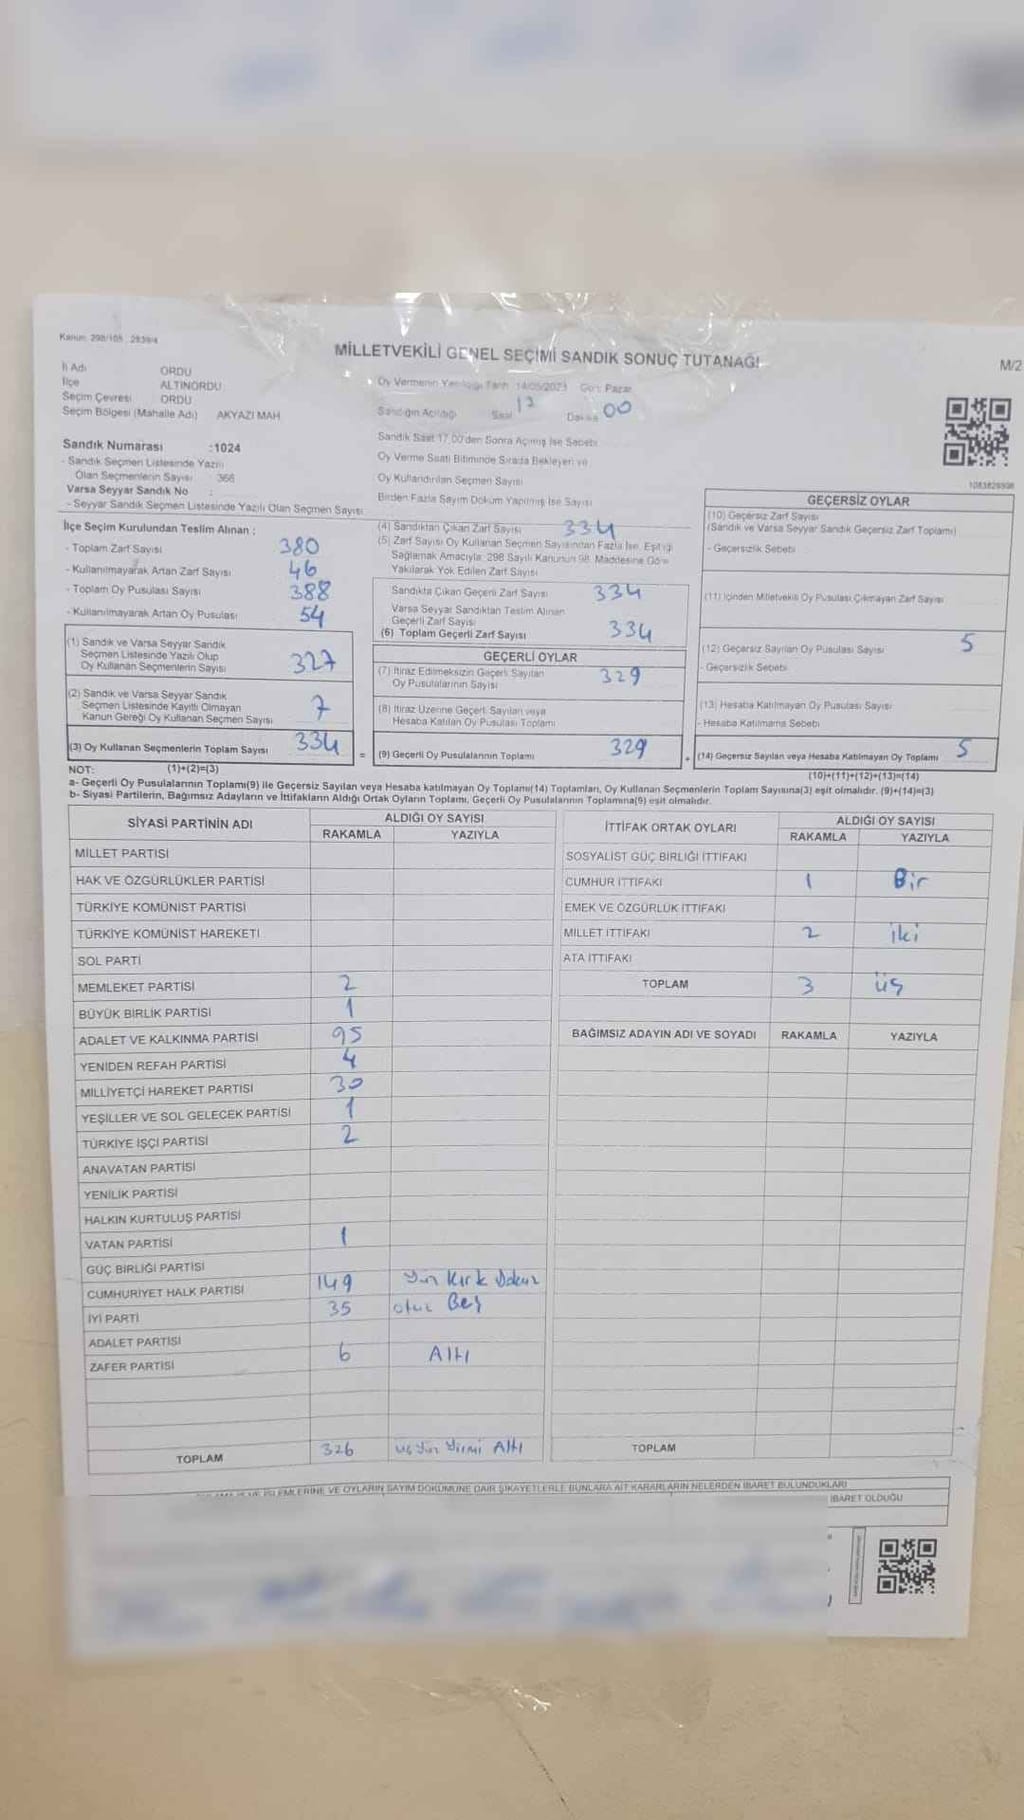 Kanun: 298/105 , 2839/4
MİLLETVEKİLİ GENEL SEÇİMİ SANDIK SONUÇ TUTANAĞI
M/2
İl Adı ORDU
İlçe ALTINORDU
Seçim Çevresi ORDU
Seçim Bölgesi (Mahalle Adı) AKYAZI MAH
Sandık Numarası :1024
- Sandık Seçmen Listesinde Yazılı
Olan Seçmenlerin Sayısı 366
Varsa Seyyar Sandık No :
- Seyyar Sandık Seçmen Listesinde Yazılı Olan Seçmen Sayısı
İlçe Seçim Kurulundan Teslim Alınan :
- Toplam Zarf Sayısı 380
- Kullanılmayarak Artan Zarf Sayısı 46
- Toplam Oy Pusulası Sayısı 388
- Kullanılmayarak Artan Oy Pusulası 54
(1) Sandık ve Varsa Seyyar Sandık
Seçmen Listesinde Yazılı Olup
Oy Kullanan Seçmenlerin Sayısı 327
(2) Sandık ve Varsa Seyyar Sandık
Seçmen Listesinde Kayıtlı Olmayan
Kanun Gereği Oy Kullanan Seçmen Sayısı 7
(3) Oy Kullanan Seçmenlerin Toplam Sayısı 334
(1)+(2)=(3)
Oy Vermenin Yapıldığı Tarih 14/05/2023 Gün: Pazar
Sandığın Açıldığı Saat 17 Dakika 00
Sandık Saat 17.00'den Sonra Açılmış İse Sebebi
Oy Verme Saati Bitiminde Sırada Bekleyen ve
Oy Kullandırılan Seçmen Sayısı
Birden Fazla Sayım Döküm Yapılmış İse Sayısı
(4) Sandıktan Çıkan Zarf Sayısı 334
(5) Zarf Sayısı Oy Kullanan Seçmen Sayısından Fazla İse, Eşitliği
Sağlamak Amacıyla, 298 Sayılı Kanunun 98. Maddesine Göre
Yakılarak Yok Edilen Zarf Sayısı
Sandıkta Çıkan Geçerli Zarf Sayısı 334
Varsa Seyyar Sandıktan Teslim Alınan
Geçerli Zarf Sayısı
(6) Toplam Geçerli Zarf Sayısı 334
GEÇERLİ OYLAR
(7) İtiraz Edilmeksizin Geçerli Sayılan
Oy Pusulalarının Sayısı 329
(8) İtiraz Üzerine Geçerli Sayılan veya
Hesaba Katılan Oy Pusulası Toplamı
= (9) Geçerli Oy Pusulalarının Toplamı 329
1083829908
GEÇERSİZ OYLAR
(10) Geçersiz Zarf Sayısı
(Sandık ve Varsa Seyyar Sandık Geçersiz Zarf Toplamı)
- Geçersizlik Sebebi
(11) İçinden Milletvekili Oy Pusulası Çıkmayan Zarf Sayısı
(12) Geçersiz Sayılan Oy Pusulası Sayısı 5
- Geçersizlik Sebebi
(13) Hesaba Katılmayan Oy Pusulası Sayısı
- Hesaba Katılmama Sebebi
+ (14) Geçersiz Sayılan veya Hesaba Katılmayan Oy Toplamı 5
(10)+(11)+(12)+(13)=(14)
NOT:
a- Geçerli Oy Pusulalarının Toplamı(9) ile Geçersiz Sayılan veya Hesaba katılmayan Oy Toplamı(14) Toplamları, Oy Kullanan Seçmenlerin Toplam Sayısına(3) eşit olmalıdır. (9)+(14)=(3)
b- Siyasi Partilerin, Bağımsız Adayların ve İttifakların Aldığı Ortak Oyların Toplamı, Geçerli Oy Pusulalarının Toplamına(9) eşit olmalıdır.
SİYASİ PARTİNİN ADI ALDIĞI OY SAYISI
RAKAMLA YAZIYLA
MİLLET PARTİSİ
HAK VE ÖZGÜRLÜKLER PARTİSİ
TÜRKİYE KOMÜNİST PARTİSİ
TÜRKİYE KOMÜNİST HAREKETİ
SOL PARTİ
MEMLEKET PARTİSİ 2
BÜYÜK BİRLİK PARTİSİ 1
ADALET VE KALKINMA PARTİSİ 95
YENİDEN REFAH PARTİSİ 4
MİLLİYETÇİ HAREKET PARTİSİ 30
YEŞİLLER VE SOL GELECEK PARTİSİ 1
TÜRKİYE İŞÇİ PARTİSİ 2
ANAVATAN PARTİSİ
YENİLİK PARTİSİ
HALKIN KURTULUŞ PARTİSİ
VATAN PARTİSİ 1
GÜÇ BİRLİĞİ PARTİSİ
CUMHURİYET HALK PARTİSİ 149 Yüz Kırk Dokuz
İYİ PARTİ 35 otuz Beş
ADALET PARTİSİ
ZAFER PARTİSİ 6 Altı
TOPLAM 326 üç Yüz Yirmi Altı
İTTİFAK ORTAK OYLARI ALDIĞI OY SAYISI
RAKAMLA YAZIYLA
SOSYALİST GÜÇ BİRLİĞİ İTTİFAKI
CUMHUR İTTİFAKI 1 Bir
EMEK VE ÖZGÜRLÜK İTTİFAKI
MİLLET İTTİFAKI 2 iki
ATA İTTİFAKI
TOPLAM 3 üç
BAĞIMSIZ ADAYIN ADI VE SOYADI RAKAMLA YAZIYLA
TOPLAM
İŞLEMLERİNE VE OYLARIN SAYIM DÖKÜMÜNE DAİR ŞİKAYETLERLE BUNLARA AİT KARARLARIN NELERDEN İBARET BULUNDUKLARI
İBARET OLDUĞU